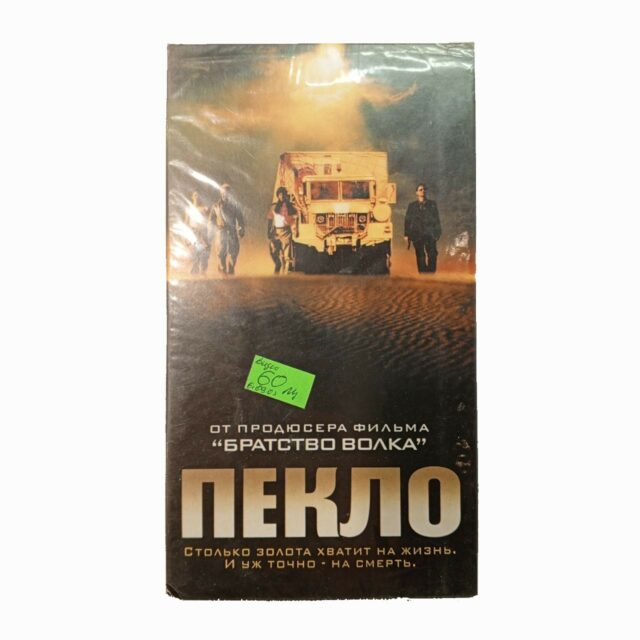 60
ОТ ПРОДЮСЕРА ФИЛЬМА
“БРАТСТВО ВОЛКА”
ПЕКЛО
СТОЛЬКО ЗОЛОТА ХВАТИТ НА ЖИЗНЬ.
И УЖ ТОЧНО - НА СМЕРТЬ.